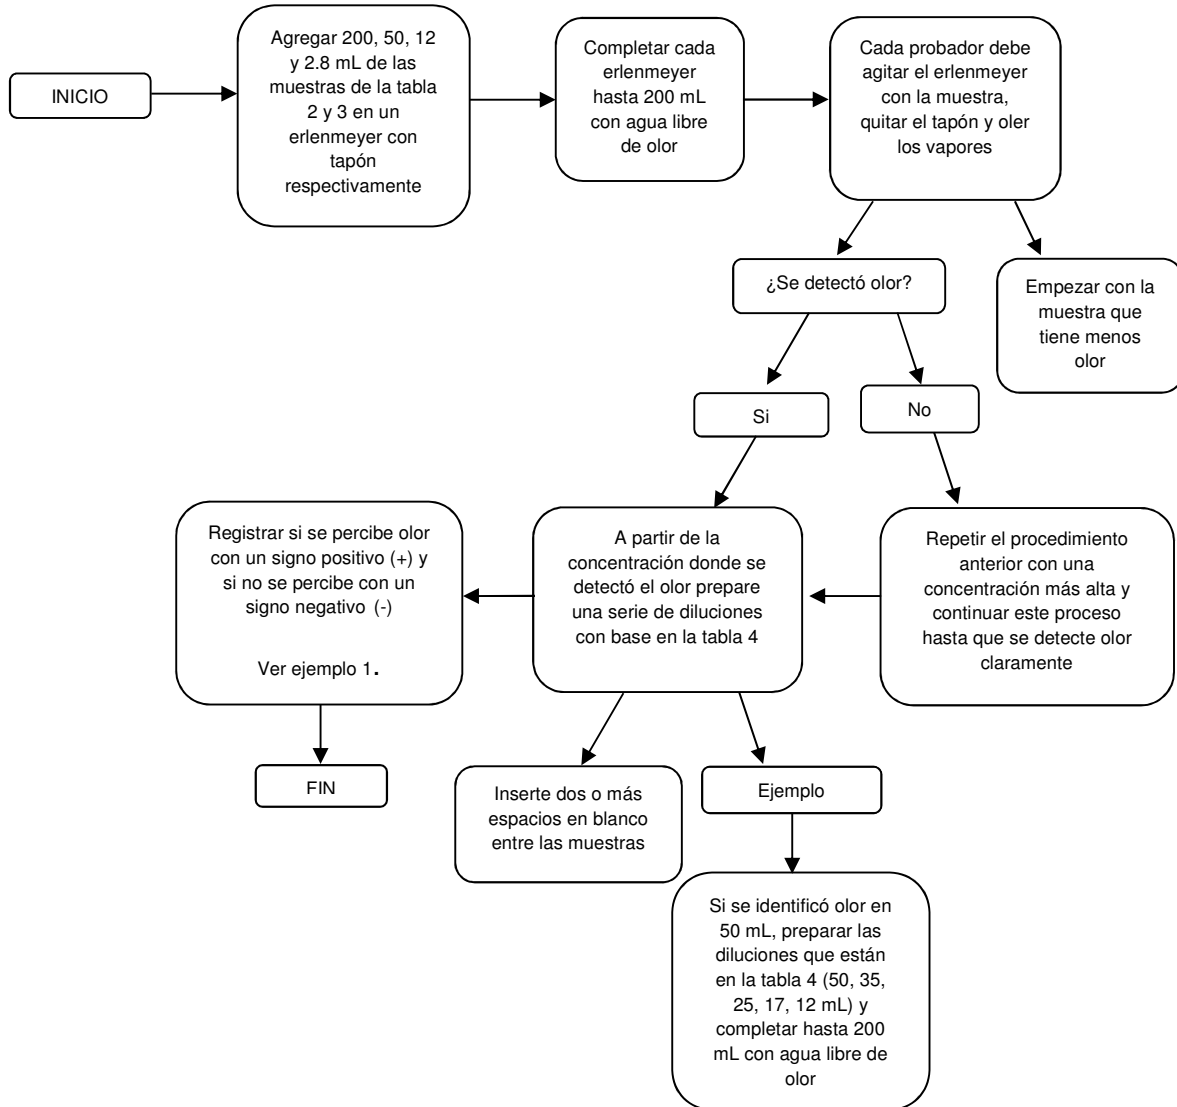 INICIO
Agregar 200, 50, 12
y 2.8 mL de las
muestras de la tabla
2 y 3 en un
erlenmeyer con
tapón
respectivamente
Completar cada
erlenmeyer
hasta 200 mL
con agua libre
de olor
Cada probador debe
agitar el erlenmeyer
con la muestra,
quitar el tapón y oler
los vapores
¿Se detectó olor?
Empezar con la
muestra que
tiene menos
olor
Si
No
Registrar si se percibe olor
con un signo positivo (+) y
si no se percibe con un
signo negativo (-)
Ver ejemplo 1.
A partir de la
concentración donde se
detectó el olor prepare
una serie de diluciones
con base en la tabla 4
Repetir el procedimiento
anterior con una
concentración más alta y
continuar este proceso
hasta que se detecte olor
claramente
FIN
Inserte dos o más
espacios en blanco
entre las muestras
Ejemplo
Si se identificó olor en
50 mL, preparar las
diluciones que están
en la tabla 4 (50, 35,
25, 17, 12 mL) y
completar hasta 200
mL con agua libre de
olor